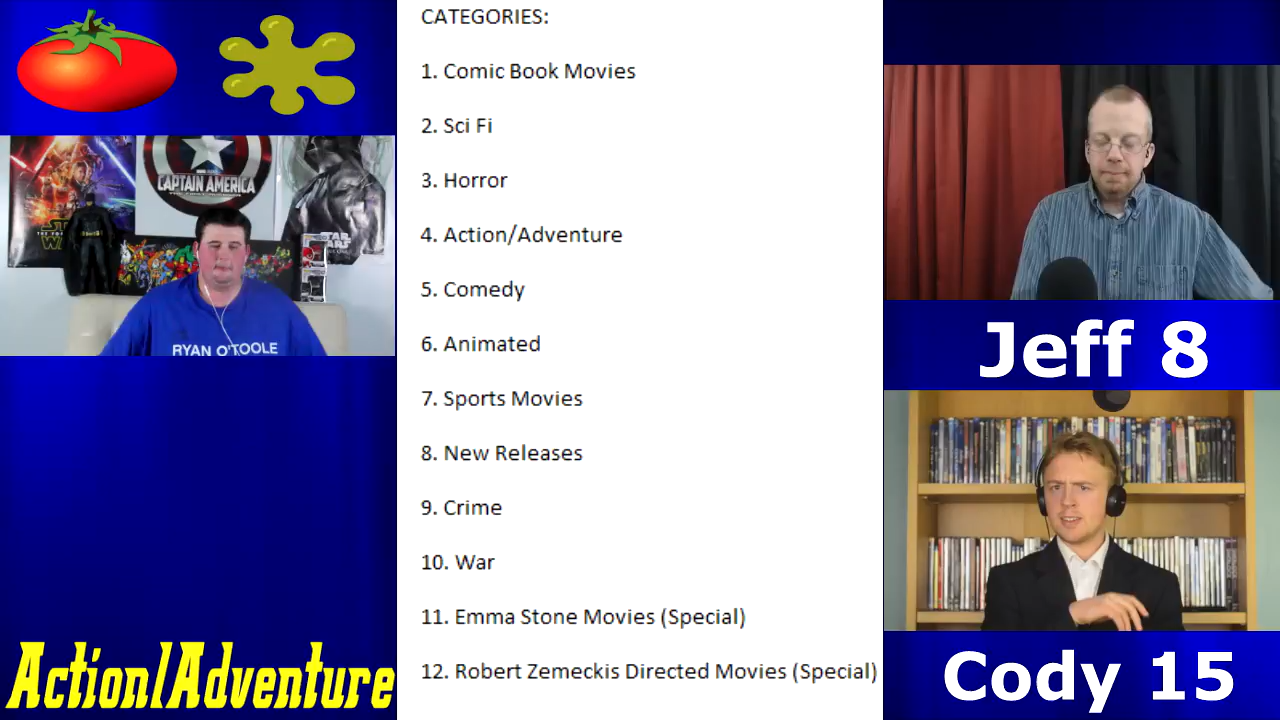 CATEGORIES:
1. Comic Book Movies
2. Sci Fi
3. Horror
4. Action/Adventure
5. Comedy
6. Animated
7. Sports Movies
8. New Releases
9. Crime
10. War
11. Emma Stone Movies (Special)
12. Robert Zemeckis Directed Movies (Special)
CAPTAIN AMERICA
STAR
WARS
STAR
WARS
RYAN O'TOOLE
Action/Adventure
Jeff 8
Cody 15